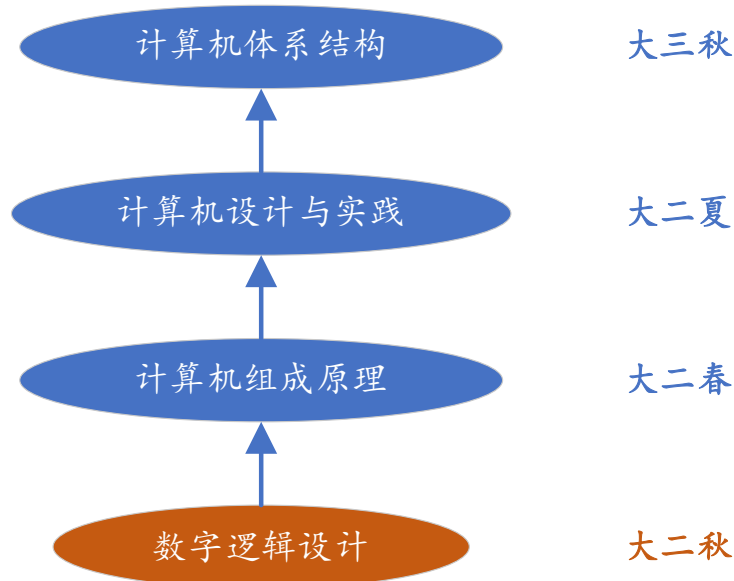 计算机体系结构 大三秋
计算机设计与实践 大二夏
计算机组成原理 大二春
数字逻辑设计 大二秋